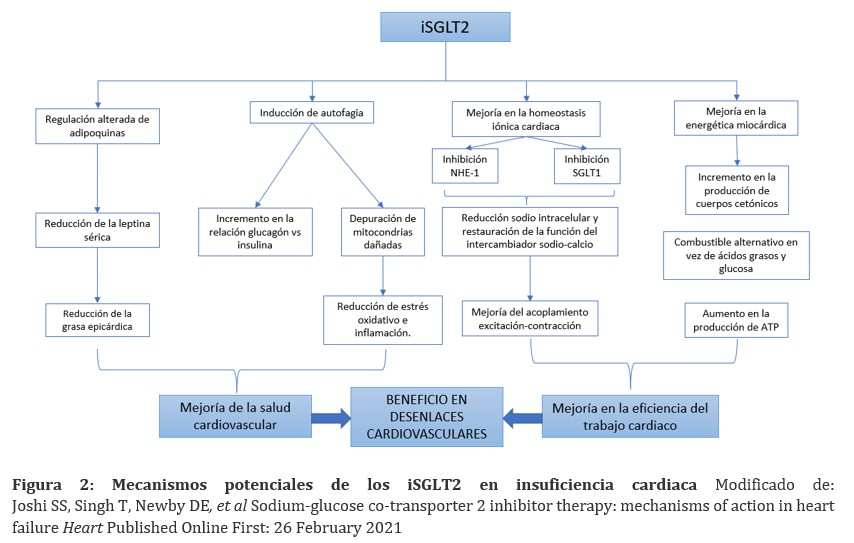 iSGLT2
Regulación alterada de
adipoquinas
Inducción de autofagia
Mejoría en la homeostasis
iónica cardiaca
Mejoría en la
energética miocárdica
Inhibición
NHE-1
Inhibición
SGLT1
Incremento en la
producción de
cuerpos cetónicos
Reducción de la leptina
sérica
Incremento en la
relación glucagón vs
insulina
Depuración de
mitocondrias
dañadas
Reducción sodio intracelular y
restauración de la función del
intercambiador sodio-calcio
Combustible alternativo en
vez de ácidos grasos y
glucosa
Reducción de la
grasa epicárdica
Reducción de estrés
oxidativo e
inflamación.
Mejoría del acoplamiento
excitación-contracción
Aumento en la
producción de ATP
Mejoría de la salud
cardiovascular
BENEFICIO EN
DESENLACES
CARDIOVASCULARES
Mejoría en la eficiencia del
trabajo cardiaco
Figura 2: Mecanismos potenciales de los iSGLT2 en insuficiencia cardiaca Modificado de:
Joshi SS, Singh T, Newby DE, et al Sodium-glucose co-transporter 2 inhibitor therapy: mechanisms of action in heart
failure Heart Published Online First: 26 February 2021